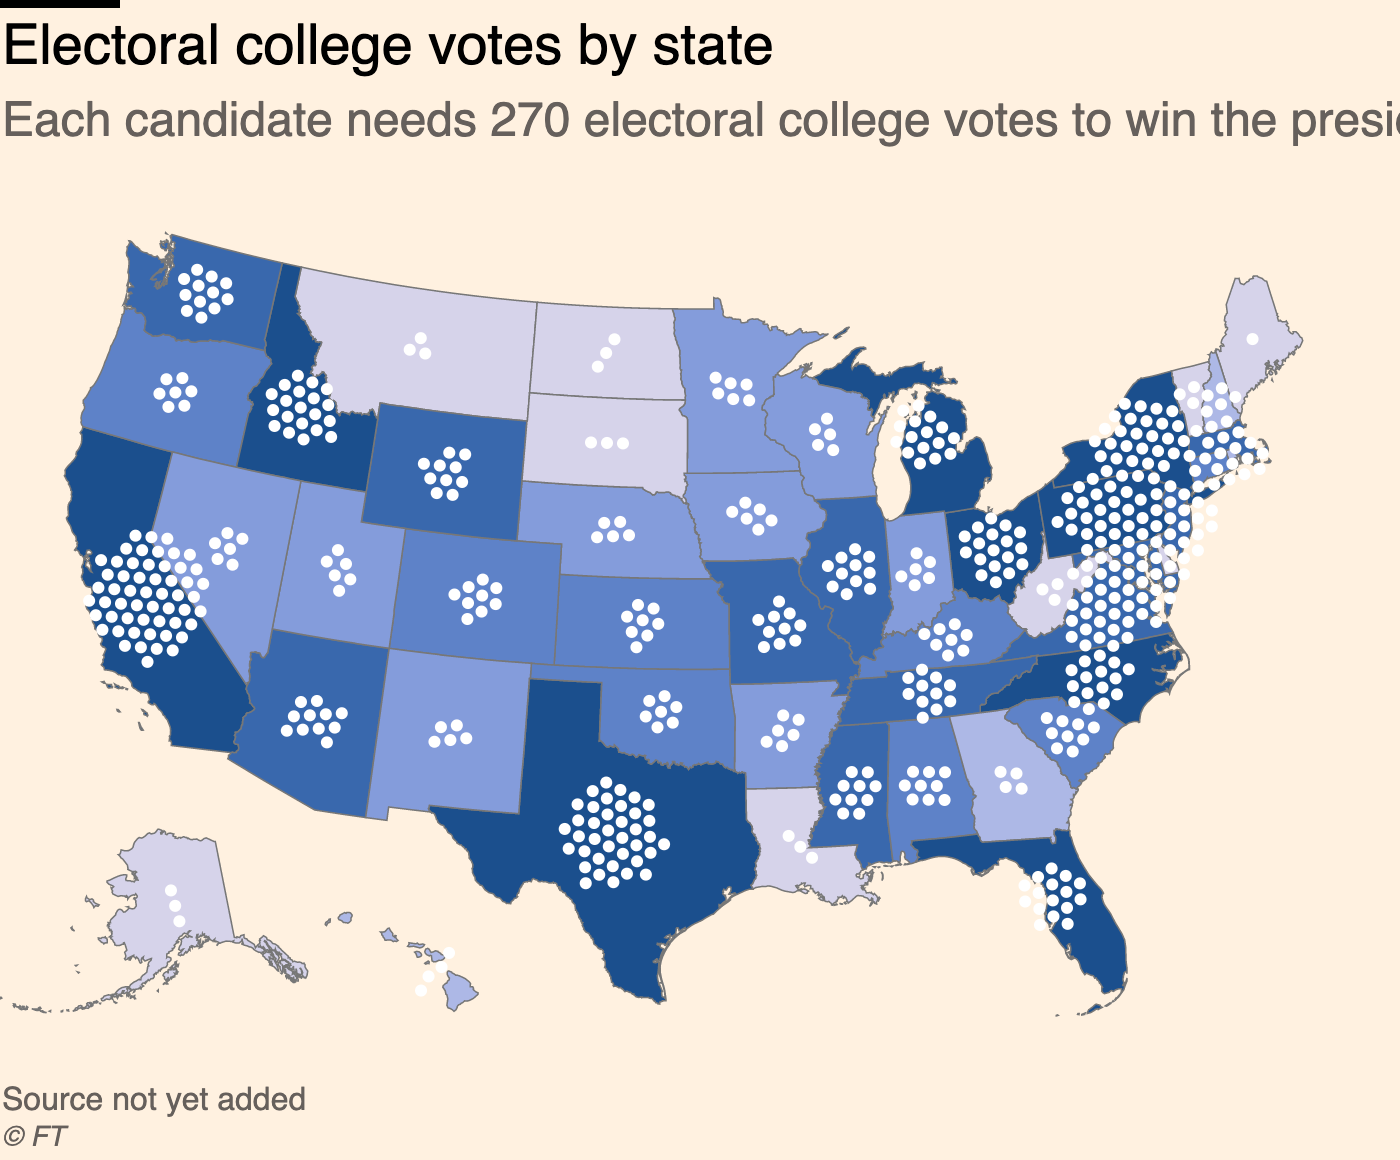 Electoral college votes by state
Each candidate needs 270 electoral college votes to win the presi
Source not yet added
© FT